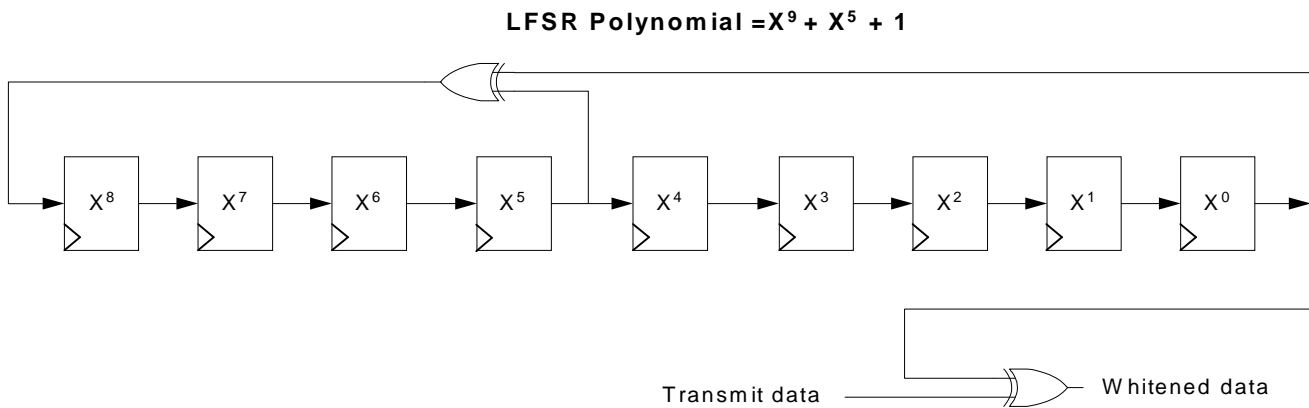 LFSR Polynomial =X⁹ + X⁵ + 1
X⁸ X⁷ X⁶ X⁵ X⁴ X³ X² X¹ X⁰
Transmit data
Whitened data